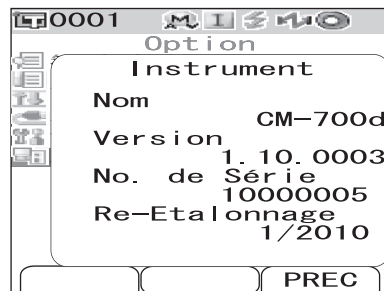 0001 M I
Option
Instrument
Nom
CM-700d
Version
1.10.0003
No. de Série
10000005
Re-Etalonnage
1/2010
PREC